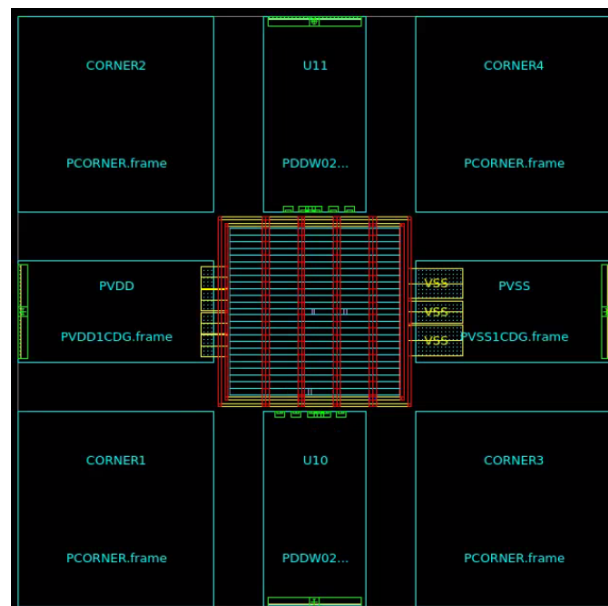 CORNER2
U11
CORNER4
PCORNER.frame
PDDW02...
PCORNER.frame
PVDD
VSS
PVSS
VSS
PVDD1CDG.frame
PVSS1CDG.frame
VSS
CORNER1
U10
CORNER3
PCORNER.frame
PDDW02...
PCORNER.frame